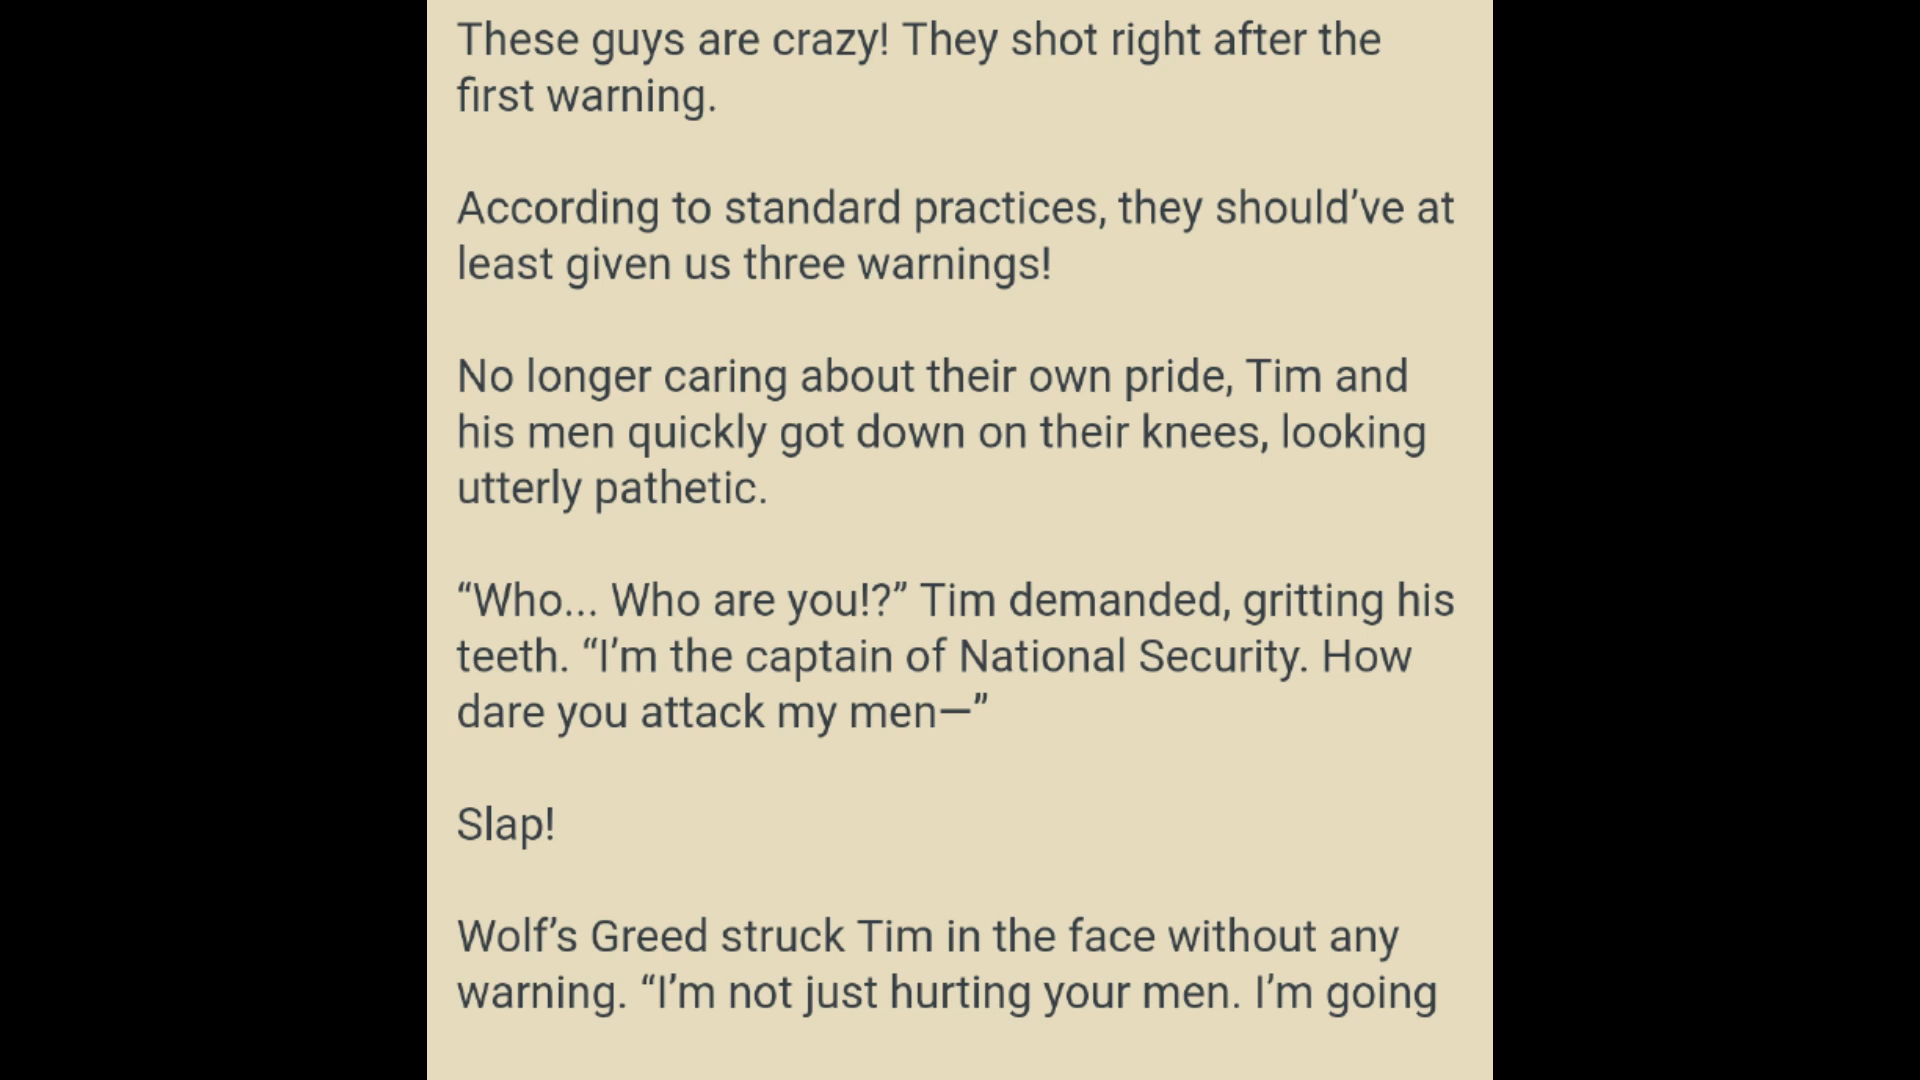 These guys are crazy! They shot right after the
first warning.
According to standard practices, they should’ve at
least given us three warnings!
No longer caring about their own pride, Tim and
his men quickly got down on their knees, looking
utterly pathetic.
“Who... Who are you!?” Tim demanded, gritting his
teeth. “I’m the captain of National Security. How
dare you attack my men—”
Slap!
Wolf’s Greed struck Tim in the face without any
warning. “I’m not just hurting your men. I’m going